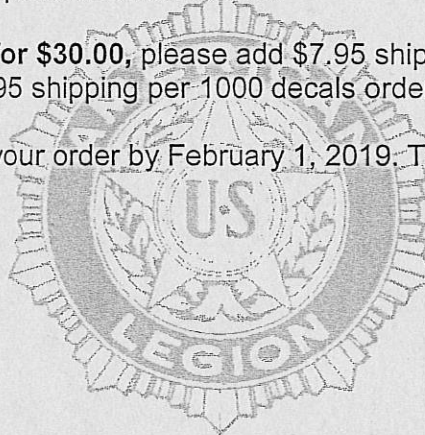 or $30.00, please add $7.95 ship
95 shipping per 1000 decals orde
your order by February 1, 2019. T
AMERICAN
U·S
LEGION